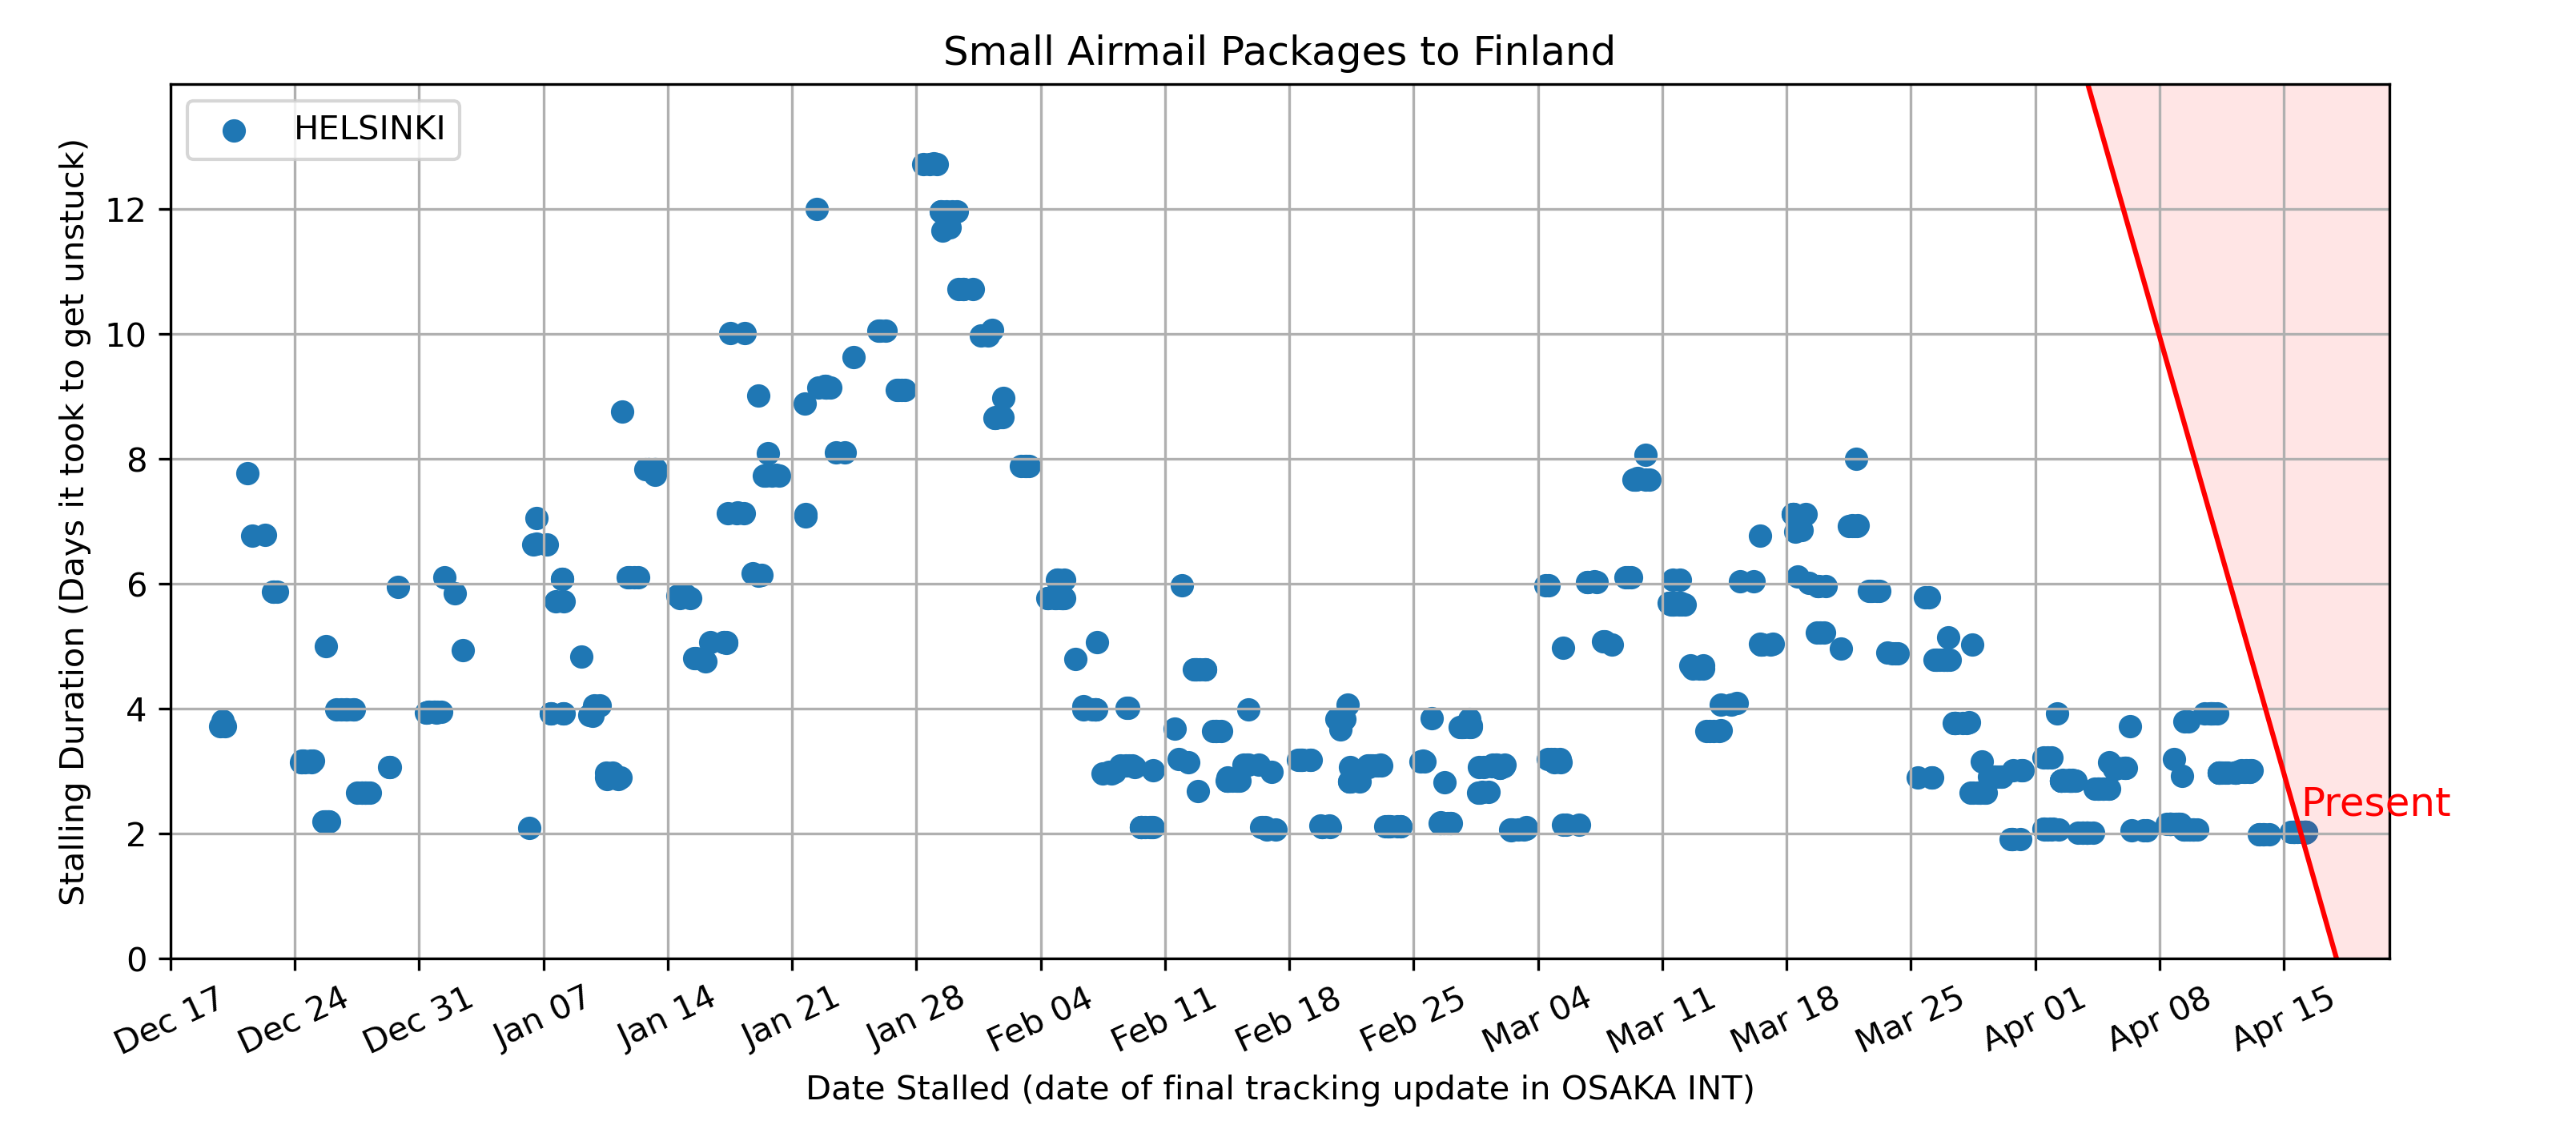 Small Airmail Packages to Finland
HELSINKI
Stalling Duration (Days it took to get unstuck)
12
10
8
6
4
2
0
Present
Dec 17 Dec 24 Dec 31 Jan 07 Jan 14 Jan 21 Jan 28 Feb 04 Feb 11 Feb 18 Feb 25 Mar 04 Mar 11 Mar 18 Mar 25 Apr 01 Apr 08 Apr 15
Date Stalled (date of final tracking update in OSAKA INT)